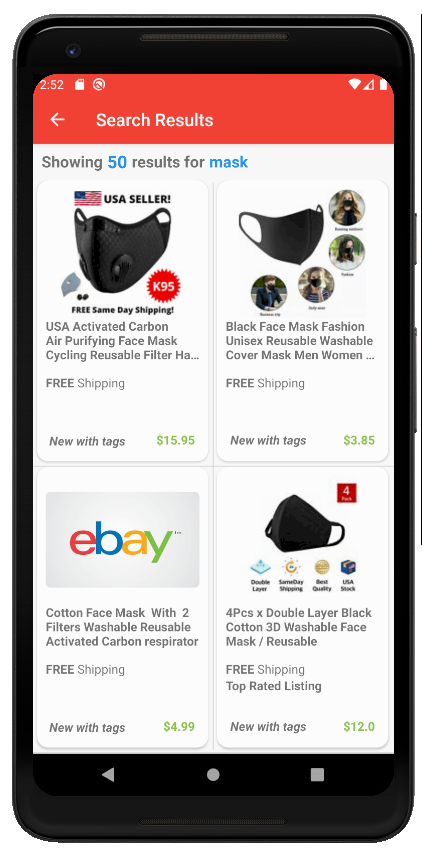 2:52
Search Results
Showing 50 results for mask
USA SELLER!
K95
FREE Same Day Shipping!
USA Activated Carbon
Air Purifying Face Mask
Cycling Reusable Filter Ha...
FREE Shipping
New with tags $15.95
Fashion
Black Face Mask Fashion
Unisex Reusable Washable
Cover Mask Men Women ...
FREE Shipping
New with tags $3.85
ebay™
Cotton Face Mask With 2
Filters Washable Reusable
Activated Carbon respirator
FREE Shipping
New with tags $4.99
4
Pack
Double
Layer
SameDay
Shipping
Best
Quality
USA
Stock
4Pcs x Double Layer Black
Cotton 3D Washable Face
Mask / Reusable
FREE Shipping
Top Rated Listing
New with tags $12.0